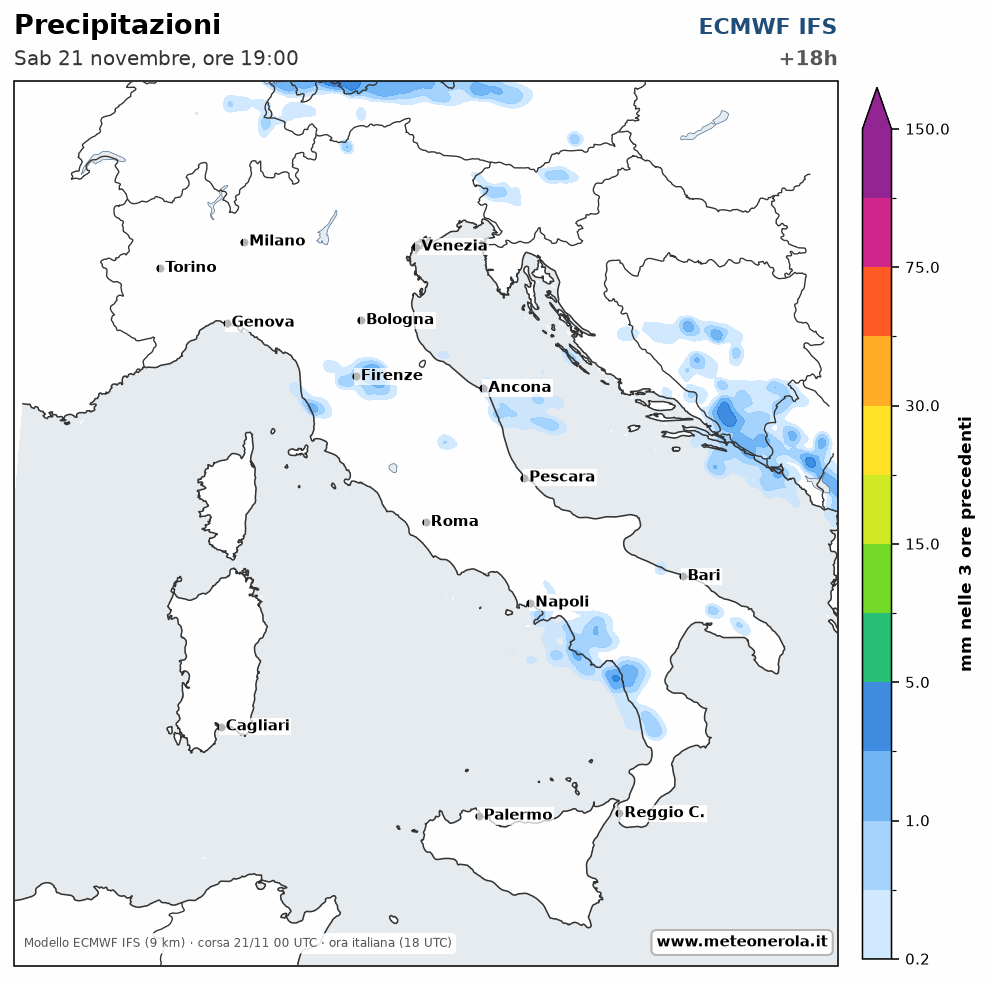 Precipitazioni
ECMWF IFS
Sab 21 novembre, ore 19:00
+18h
150.0
75.0
30.0
15.0
5.0
1.0
0.2
mm nelle 3 ore precedenti
Milano
Venezia
Torino
Genova
Bologna
Firenze
Ancona
Pescara
Roma
Bari
Napoli
Cagliari
Palermo
Reggio C.
Modello ECMWF IFS (9 km) · corsa 21/11 00 UTC · ora italiana (18 UTC)
www.meteonerola.it